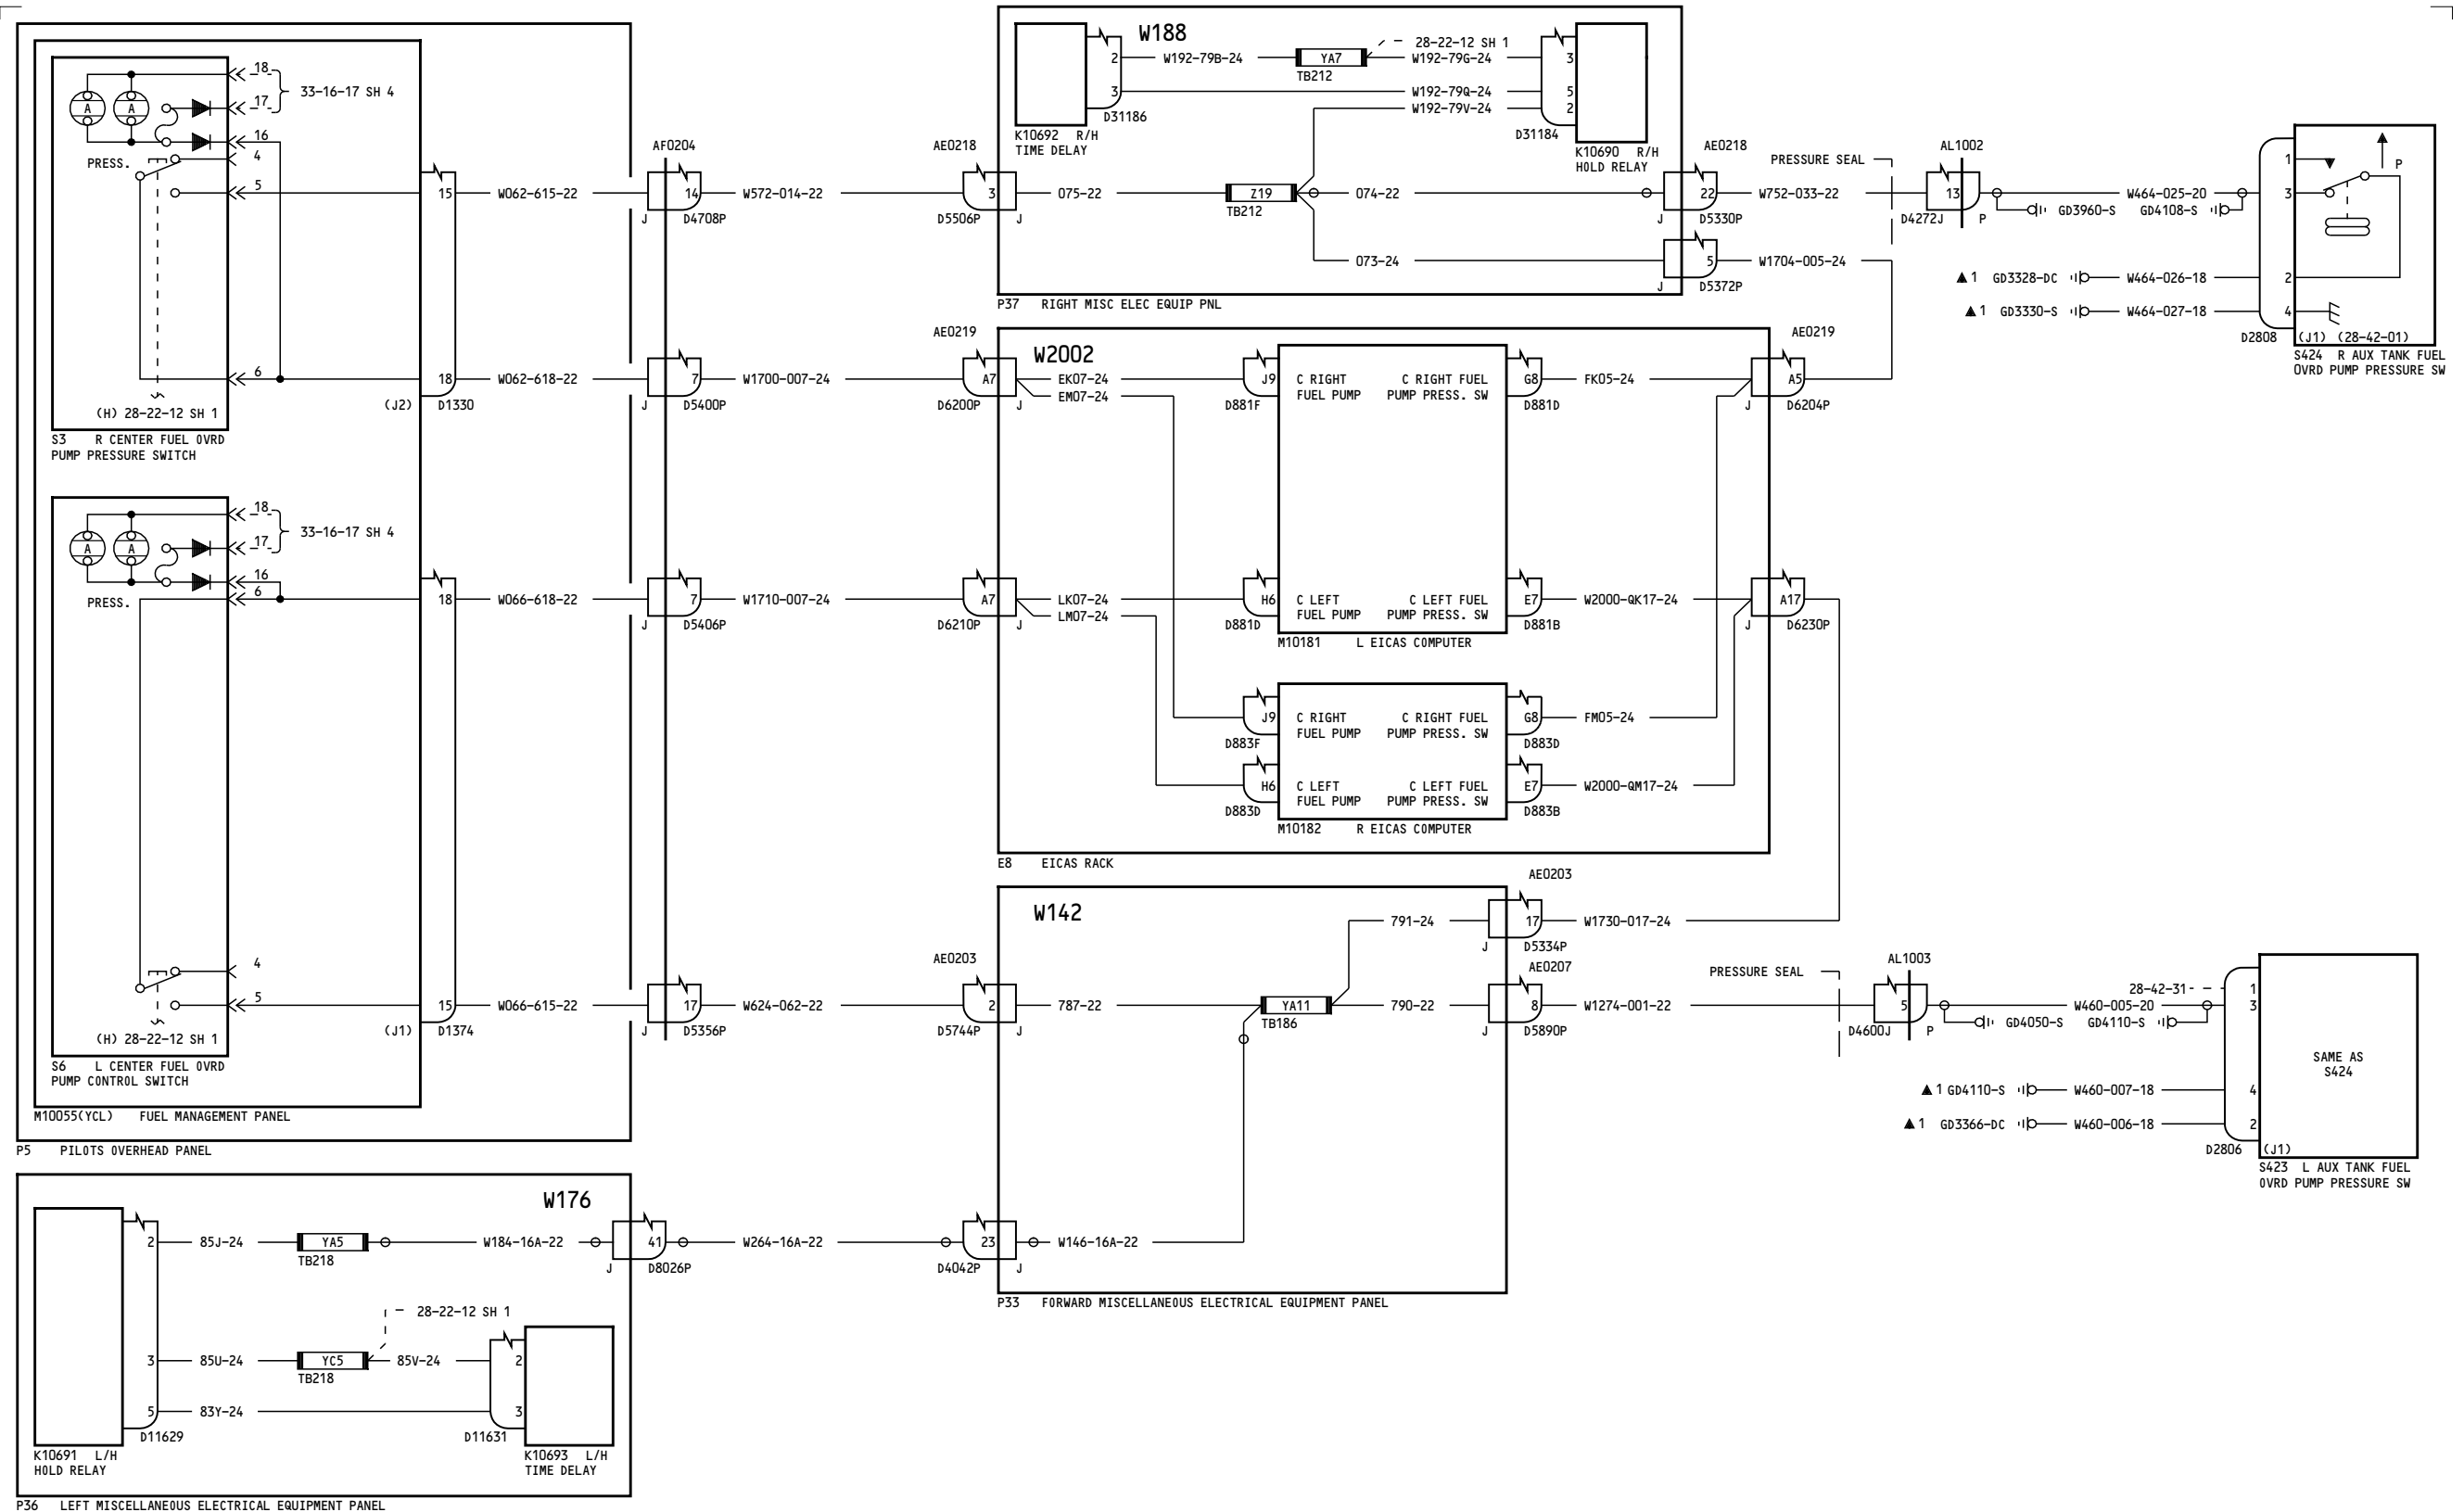 18
17
33-16-17 SH 4
A
A
16
PRESS.
4
5
6
(H) 28-22-12 SH 1
S3 R CENTER FUEL OVRD
PUMP PRESSURE SWITCH
15
W062-615-22
18
W062-618-22
(J2)
D1330
18
17
33-16-17 SH 4
A
A
16
6
PRESS.
4
5
(H) 28-22-12 SH 1
S6 L CENTER FUEL OVRD
PUMP CONTROL SWITCH
18
W066-618-22
15
W066-615-22
(J1)
D1374
M10055(YCL) FUEL MANAGEMENT PANEL
P5 PILOTS OVERHEAD PANEL
AF0204
14
W572-014-22
J
D4708P
7
W1700-007-24
J
D5400P
7
W1710-007-24
J
D5406P
17
W624-062-22
J
D5356P
W188
2
W192-79B-24
YA7
TB212
28-22-12 SH 1
W192-79G-24
3
3
W192-79Q-24
5
W192-79V-24
2
D31186
D31184
K10692 R/H
TIME DELAY
K10690 R/H
HOLD RELAY
AE0218
3
075-22
D5506P
J
Z19
TB212
074-22
073-24
AE0218
22
W752-033-22
J
D5330P
5
W1704-005-24
J
D5372P
P37 RIGHT MISC ELEC EQUIP PNL
PRESSURE SEAL
AL1002
13
D4272J
P
W464-025-20
GD3960-S
GD4108-S
1
3
▲1 GD3328-DC
W464-026-18
2
▲1 GD3330-S
W464-027-18
4
P
D2808
(J1) (28-42-01)
S424 R AUX TANK FUEL
OVRD PUMP PRESSURE SW
AE0219
W2002
A7
EK07-24
EM07-24
D6200P
J
J9
D881F
C RIGHT
FUEL PUMP
C RIGHT FUEL
PUMP PRESS. SW
G8
D881D
FK05-24
AE0219
A5
J
D6204P
A7
LK07-24
LM07-24
D6210P
J
H6
D881D
C LEFT
FUEL PUMP
C LEFT FUEL
PUMP PRESS. SW
E7
D881B
W2000-QK17-24
A17
J
D6230P
M10181 L EICAS COMPUTER
J9
D883F
C RIGHT
FUEL PUMP
C RIGHT FUEL
PUMP PRESS. SW
G8
D883D
FM05-24
H6
D883D
C LEFT
FUEL PUMP
C LEFT FUEL
PUMP PRESS. SW
E7
D883B
W2000-QM17-24
M10182 R EICAS COMPUTER
E8 EICAS RACK
W142
AE0203
791-24
17
W1730-017-24
J
D5334P
AE0203
2
787-22
D5744P
J
YA11
TB186
790-22
AE0207
8
W1274-001-22
J
D5890P
23
W146-16A-22
D4042P
J
P33 FORWARD MISCELLANEOUS ELECTRICAL EQUIPMENT PANEL
PRESSURE SEAL
AL1003
5
D4600J
P
28-42-31
1
W460-005-20
3
GD4050-S
GD4110-S
▲1 GD4110-S
W460-007-18
4
▲1 GD3366-DC
W460-006-18
2
SAME AS
S424
D2806
(J1)
S423 L AUX TANK FUEL
OVRD PUMP PRESSURE SW
W176
2
85J-24
YA5
TB218
W184-16A-22
41
W264-16A-22
J
D8026P
28-22-12 SH 1
3
85U-24
YC5
TB218
85V-24
2
5
83Y-24
3
D11629
D11631
K10691 L/H
HOLD RELAY
K10693 L/H
TIME DELAY
P36 LEFT MISCELLANEOUS ELECTRICAL EQUIPMENT PANEL